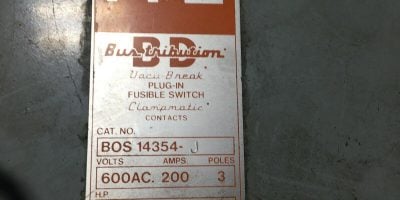 BD
Bustribution
Vacu-Break
PLUG-IN
FUSIBLE SWITCH
Clampmatic
CONTACTS
CAT. NO.
BOS 14354-J
VOLTS AMPS. POLES
600AC. 200 3
H.P.